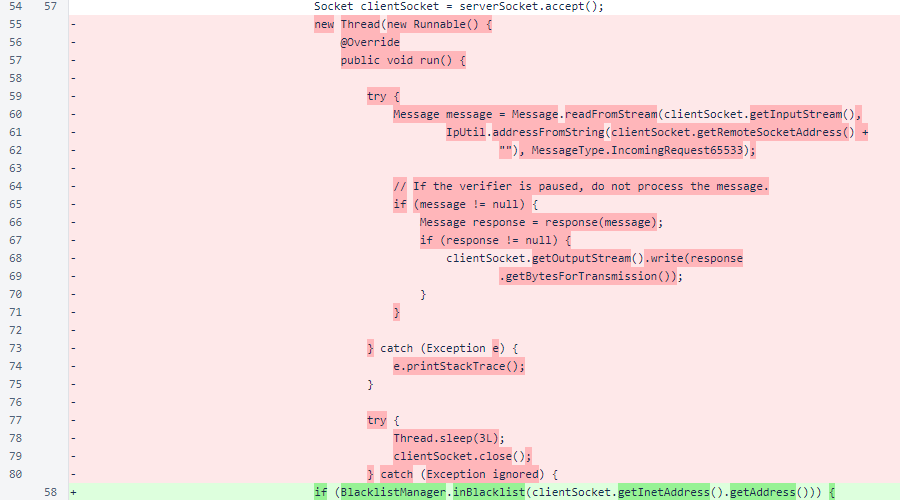 54 57 Socket clientSocket = serverSocket.accept();
55 - new Thread(new Runnable() {
56 - @Override
57 - public void run() {
58 -
59 - try {
60 - Message message = Message.readFromStream(clientSocket.getInputStream(),
61 - IpUtil.addressFromString(clientSocket.getRemoteSocketAddress() +
62 - ""), MessageType.IncomingRequest65533);
63 -
64 - // If the verifier is paused, do not process the message.
65 - if (message != null) {
66 - Message response = response(message);
67 - if (response != null) {
68 - clientSocket.getOutputStream().write(response
69 - .getBytesForTransmission());
70 - }
71 - }
72 -
73 - } catch (Exception e) {
74 - e.printStackTrace();
75 - }
76 -
77 - try {
78 - Thread.sleep(3L);
79 - clientSocket.close();
80 - } catch (Exception ignored) {
58 + if (BlacklistManager.inBlacklist(clientSocket.getInetAddress().getAddress())) {